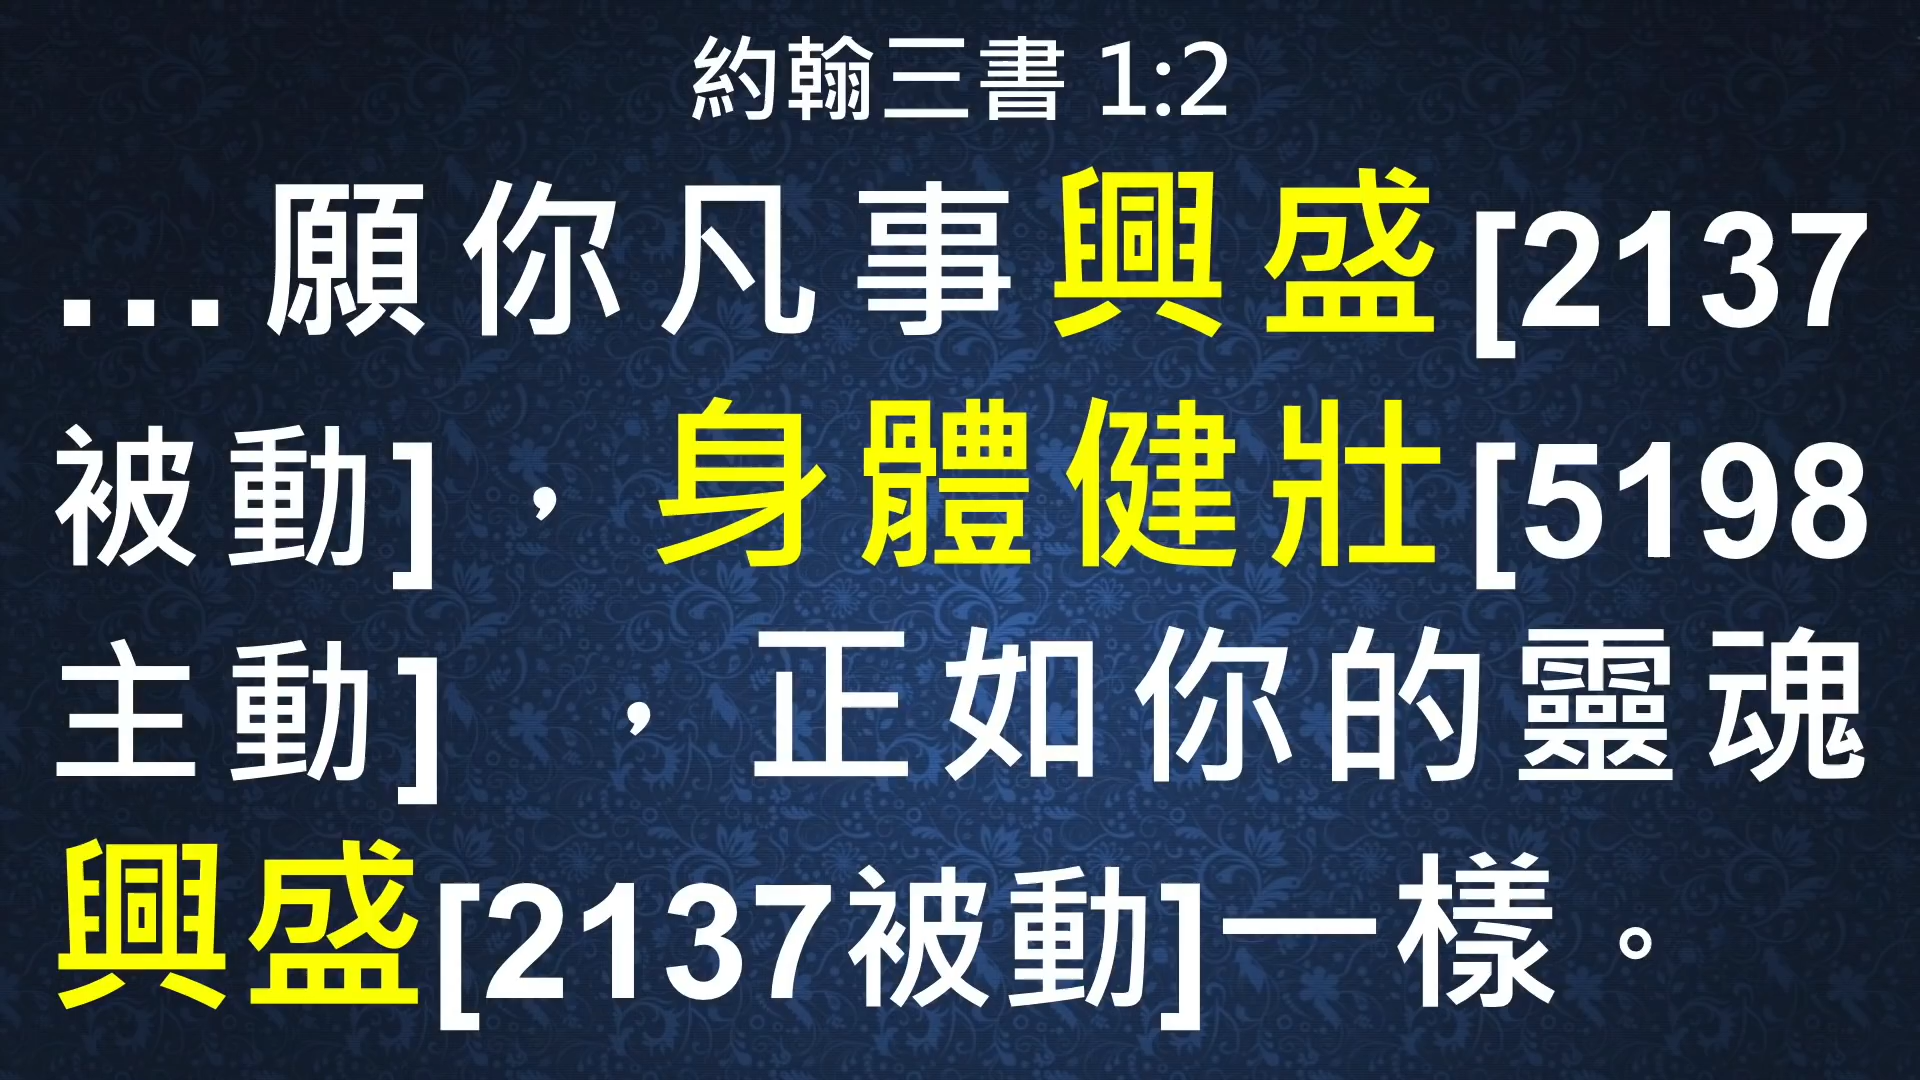 約翰三書 1:2
…願你凡事興盛[2137
被動]，身體健壯[5198
主動]，正如你的靈魂
興盛[2137被動]一樣。